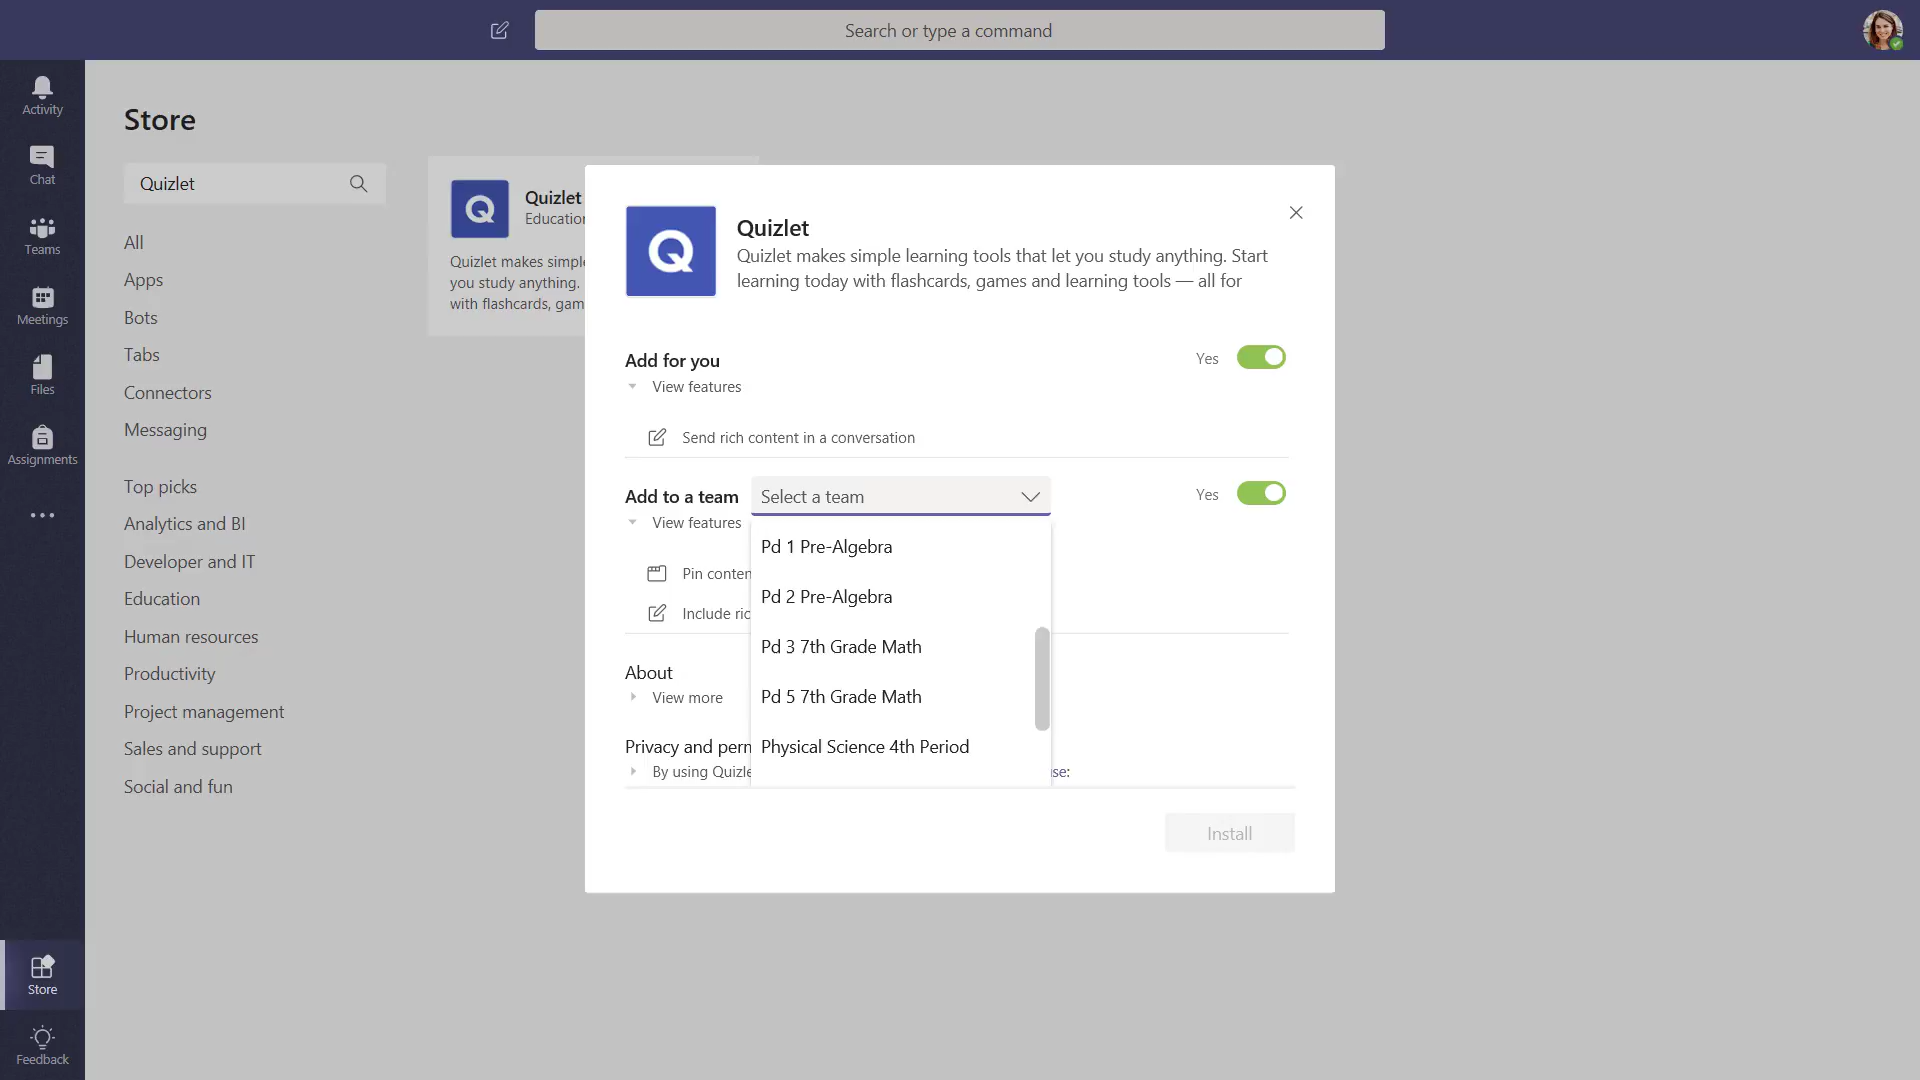 Search or type a command
Activity
Chat
Teams
Meetings
Files
Assignments
Store
Feedback
Store
Quizlet
All
Apps
Bots
Tabs
Connectors
Messaging
Top picks
Analytics and BI
Developer and IT
Education
Human resources
Productivity
Project management
Sales and support
Social and fun
Q
Quizlet
Education
Quizlet makes simple
you study anything.
with flashcards, gam
Q
Quizlet
Quizlet makes simple learning tools that let you study anything. Start
learning today with flashcards, games and learning tools — all for
Add for you
Yes
View features
Send rich content in a conversation
Add to a team
Select a team
Yes
View features
Pin conten
Include ric
Pd 1 Pre-Algebra
Pd 2 Pre-Algebra
Pd 3 7th Grade Math
Pd 5 7th Grade Math
Physical Science 4th Period
About
View more
Privacy and perm
By using Quizle
se:
Install